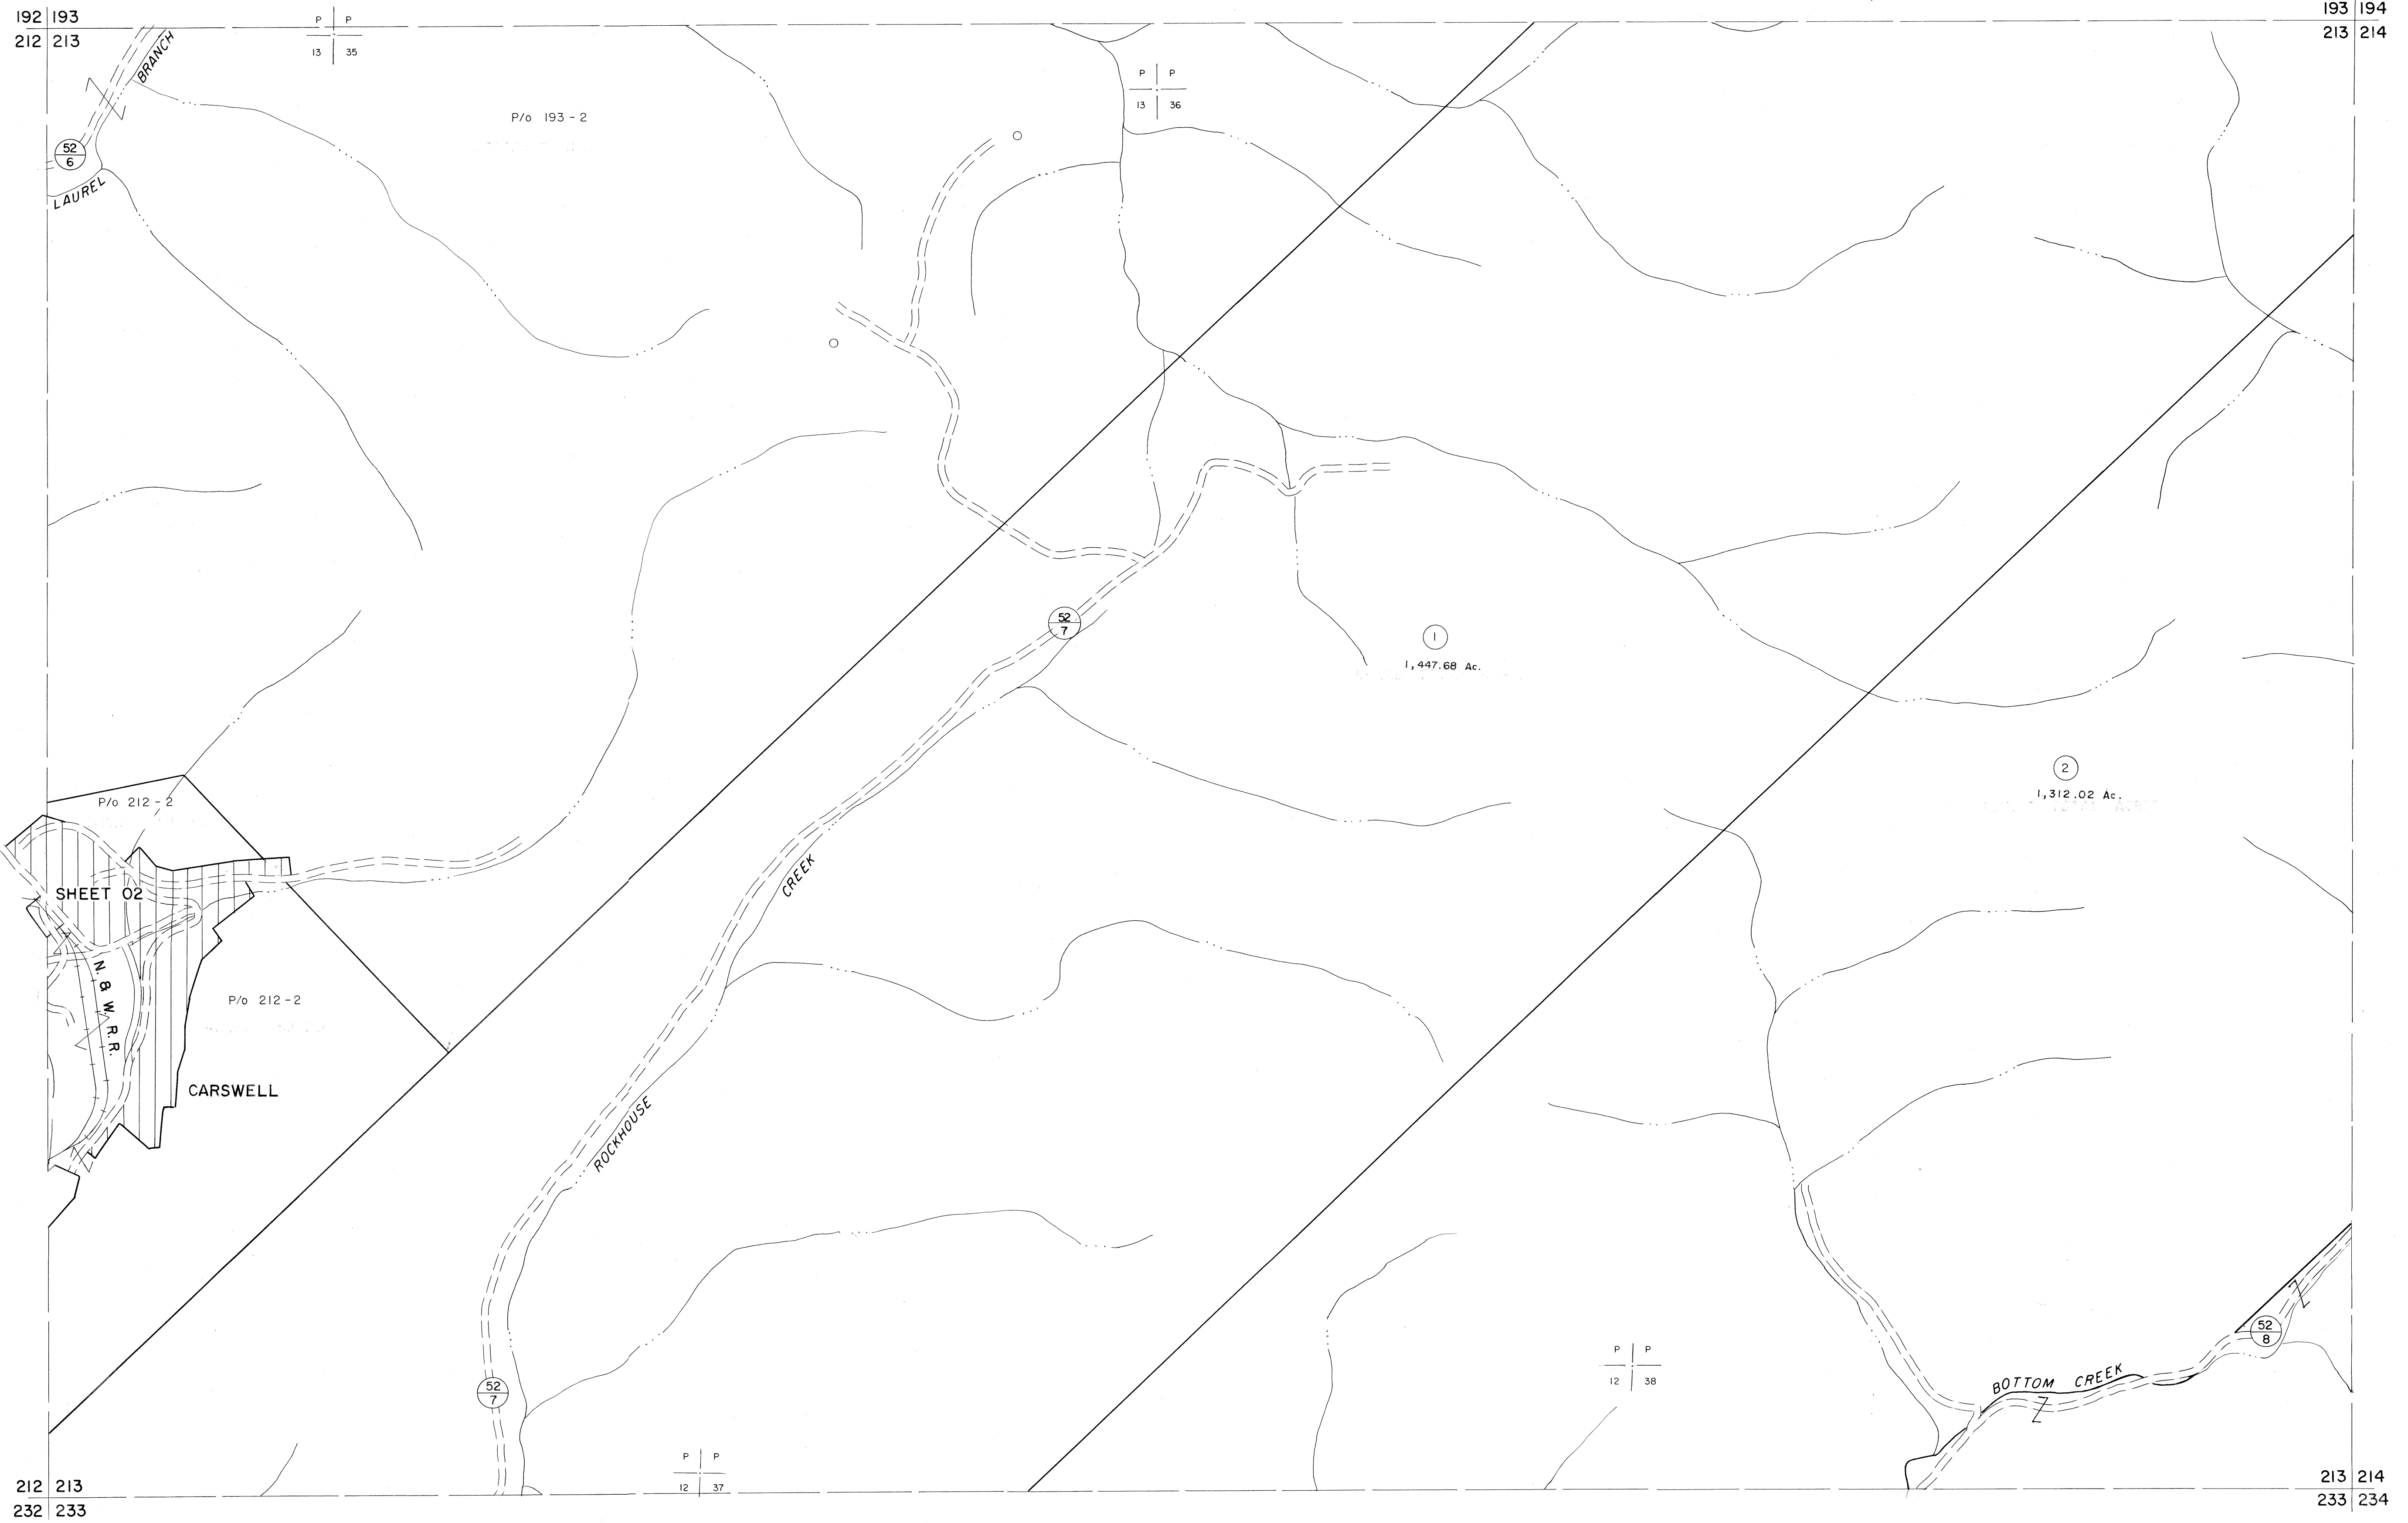 192 193
212 213
193 194
213 214
P P
13 35
P P
13 36
BRANCH
P/o 193-2
52
6
LAUREL
52
7
1
1,447.68 Ac.
2
1,312.02 Ac.
P/o 212-2
SHEET 02
CREEK
N. & W. R.R.
P/o 212-2
CARSWELL
ROCKHOUSE
52
8
P P
12 38
BOTTOM CREEK
52
7
P P
12 37
212 213
232 233
213 214
233 234